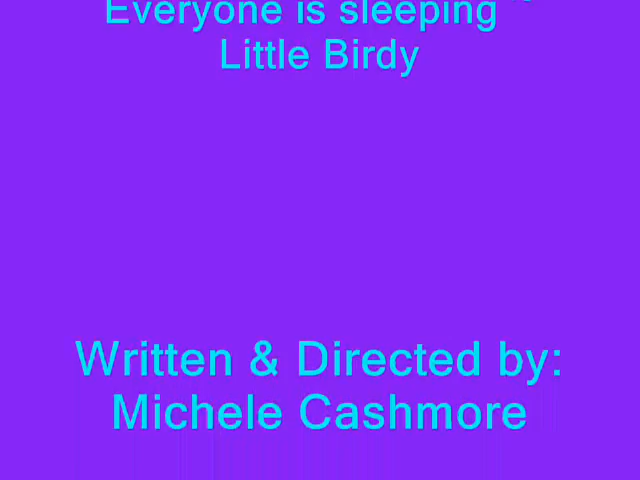 Everyone is sleeping ~
Little Birdy
Written & Directed by:
Michele Cashmore